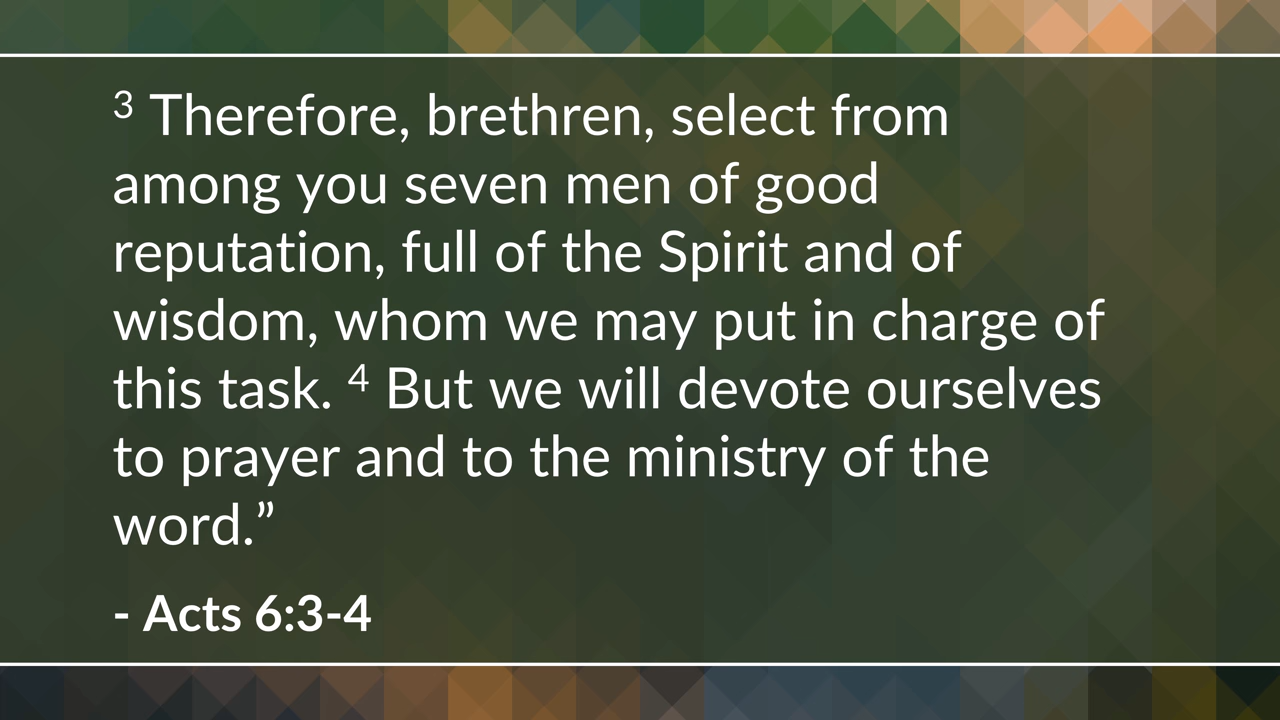 3 Therefore, brethren, select from
among you seven men of good
reputation, full of the Spirit and of
wisdom, whom we may put in charge of
this task. 4 But we will devote ourselves
to prayer and to the ministry of the
word.”
- Acts 6:3-4